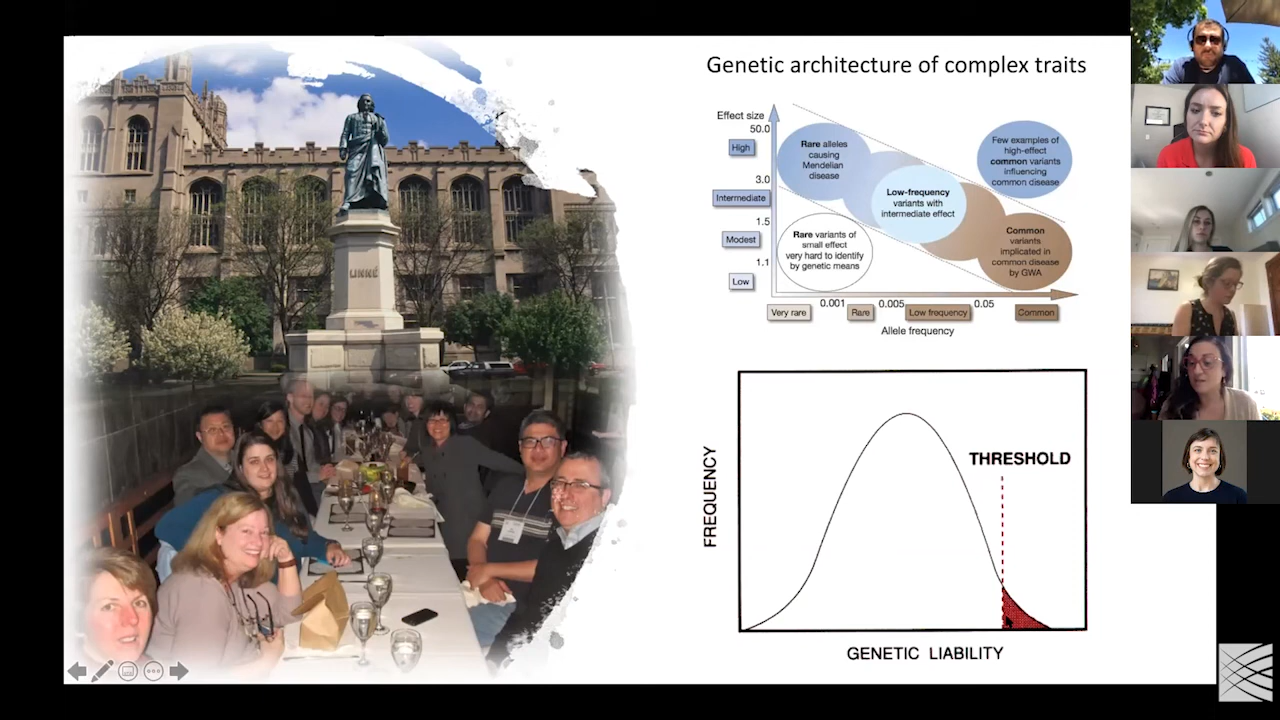 Genetic architecture of complex traits
Effect size
50.0
High
3.0
Intermediate
1.5
Modest
1.1
Low
Rare alleles
causing
Mendelian
disease
Few examples of
high-effect
common variants
influencing
common disease
Low-frequency
variants with
intermediate effect
Rare variants of
small effect
very hard to identify
by genetic means
Common
variants
implicated in
common disease
by GWA
0.001
0.005
0.05
Very rare
Rare
Low frequency
Common
Allele frequency
FREQUENCY
THRESHOLD
GENETIC LIABILITY
LINNÉ